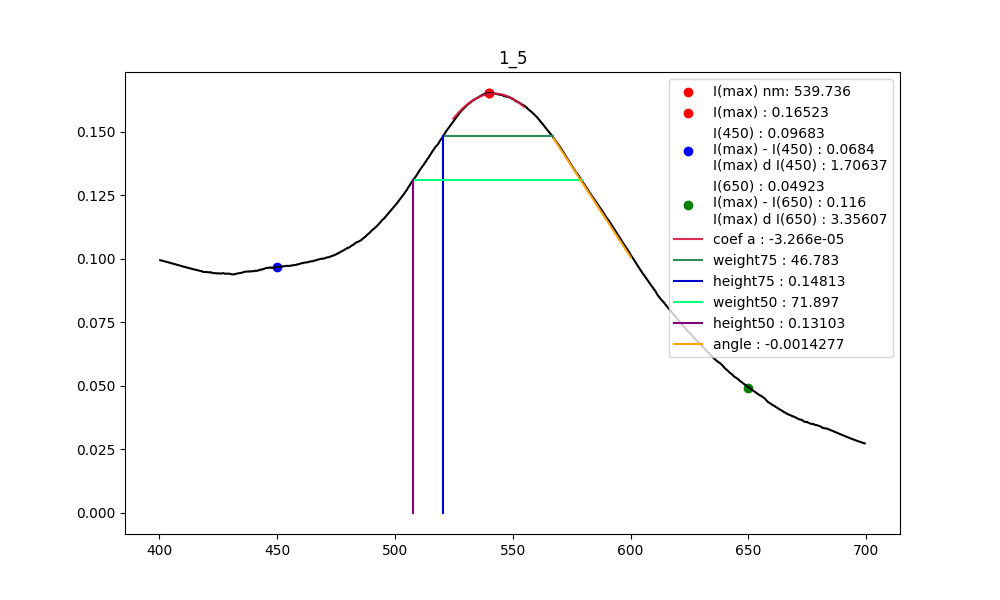 1_5
I(max) nm: 539.736
I(max) : 0.16523
I(450) : 0.09683
I(max) - I(450) : 0.0684
I(max) d I(450) : 1.70637
I(650) : 0.04923
I(max) - I(650) : 0.116
I(max) d I(650) : 3.35607
coef a : -3.266e-05
weight75 : 46.783
height75 : 0.14813
weight50 : 71.897
height50 : 0.13103
angle : -0.0014277
0.150
0.125
0.100
0.075
0.050
0.025
0.000
400 450 500 550 600 650 700